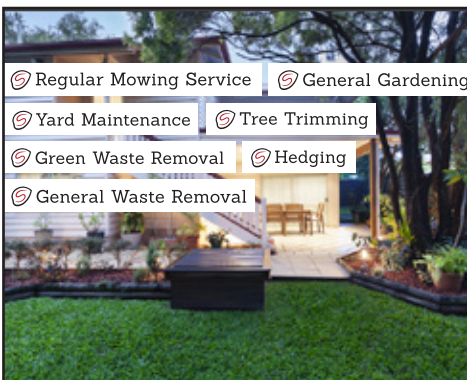 Regular Mowing Service General Gardening
Yard Maintenance Tree Trimming
Green Waste Removal Hedging
General Waste Removal